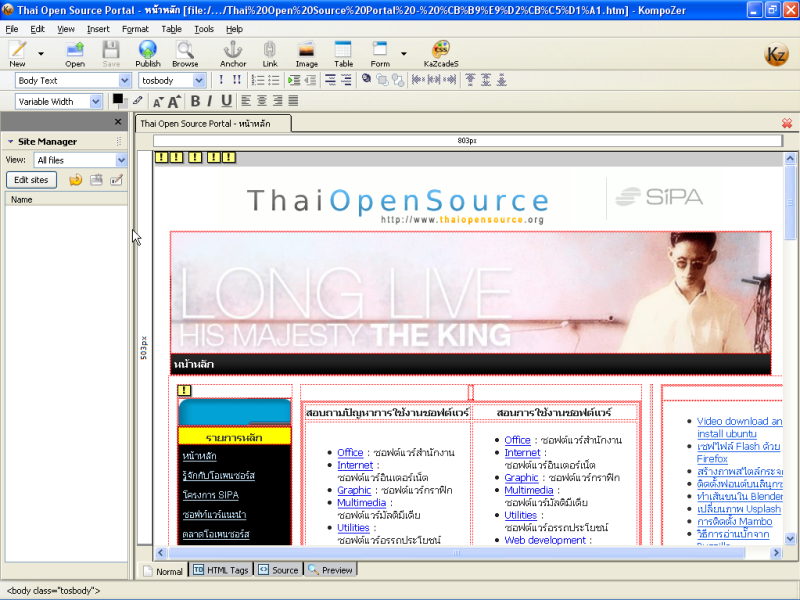 Thai Open Source Portal - หน้าหลัก [file:/.../Thai%20Open%20Source%20Portal%20-%20%CB%B9%E9%D2%CB%C5%D1%A1.htm] - KompoZer
File Edit View Insert Format Table Tools Help
New Open Save Publish Browse Anchor Link Image Table Form KaZcadeS
Kz
Body Text tosbody
Variable Width
B I U
Thai Open Source Portal - หน้าหลัก
Site Manager
803px
View: All files
Edit sites
Name
ThaiOpenSource
http://www.thaiopensource.org
SiPA
LONG LIVE
HIS MAJESTY THE KING
503px
หน้าหลัก
รายการหลัก
หน้าหลัก
รู้จักกับโอเพนซอร์ส
โครงการ SIPA
ซอฟท์แวร์แนะนำ
ตลาดโอเพนซอร์ส
สอบถามปัญหาการใช้งานซอฟต์แวร์
Office : ซอฟต์แวร์สำนักงาน
Internet :
ซอฟต์แวร์อินเตอร์เน็ต
Graphic : ซอฟต์แวร์กราฟิก
Multimedia :
ซอฟต์แวร์มัลติมีเดีย
Utilities :
ซอฟต์แวร์อรรถประโยชน์
สอนการใช้งานซอฟต์แวร์
Office : ซอฟต์แวร์สำนักงาน
Internet :
ซอฟต์แวร์อินเตอร์เน็ต
Graphic : ซอฟต์แวร์กราฟิก
Multimedia :
ซอฟต์แวร์มัลติมีเดีย
Utilities :
ซอฟต์แวร์อรรถประโยชน์
Web development :
Video download an
install ubuntu
เซฟไฟล์ Flash ด้วย
Firefox
สร้างภาพสไตล์กระจ
ติดตั้งฟอนต์บนลินุกซ
ทำเส้นขนใน Blender
เปลี่ยนภาพ Usplash
การติดตั้ง Mambo
วิธีการอ่านบั๊กจาก
Normal HTML Tags Source Preview
<body class="tosbody">